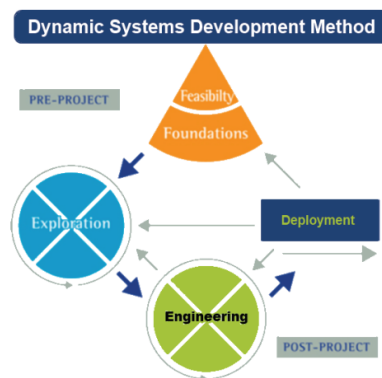 Dynamic Systems Development Method
PRE-PROJECT
Feasibilty
Foundations
Exploration
Deployment
Engineering
POST-PROJECT